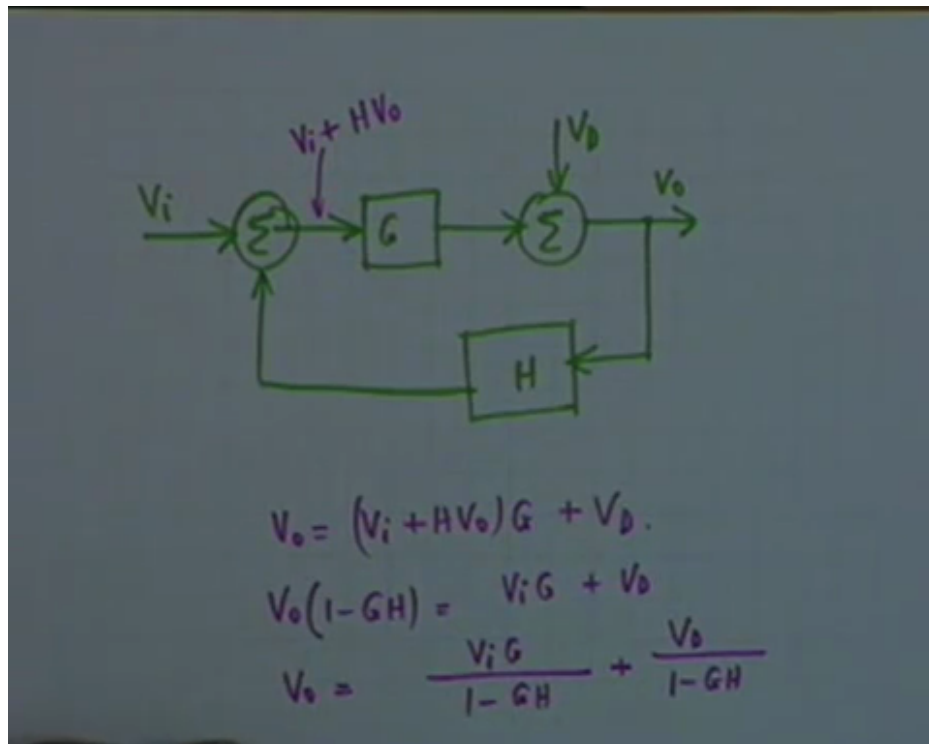 Vi + HVo
VD
Vi
Vo
Σ
G
Σ
H
Vo = (Vi + HVo)G + VD.
Vo(1-GH) = ViG + VD
Vo = ViG / 1-GH + VD / 1-GH